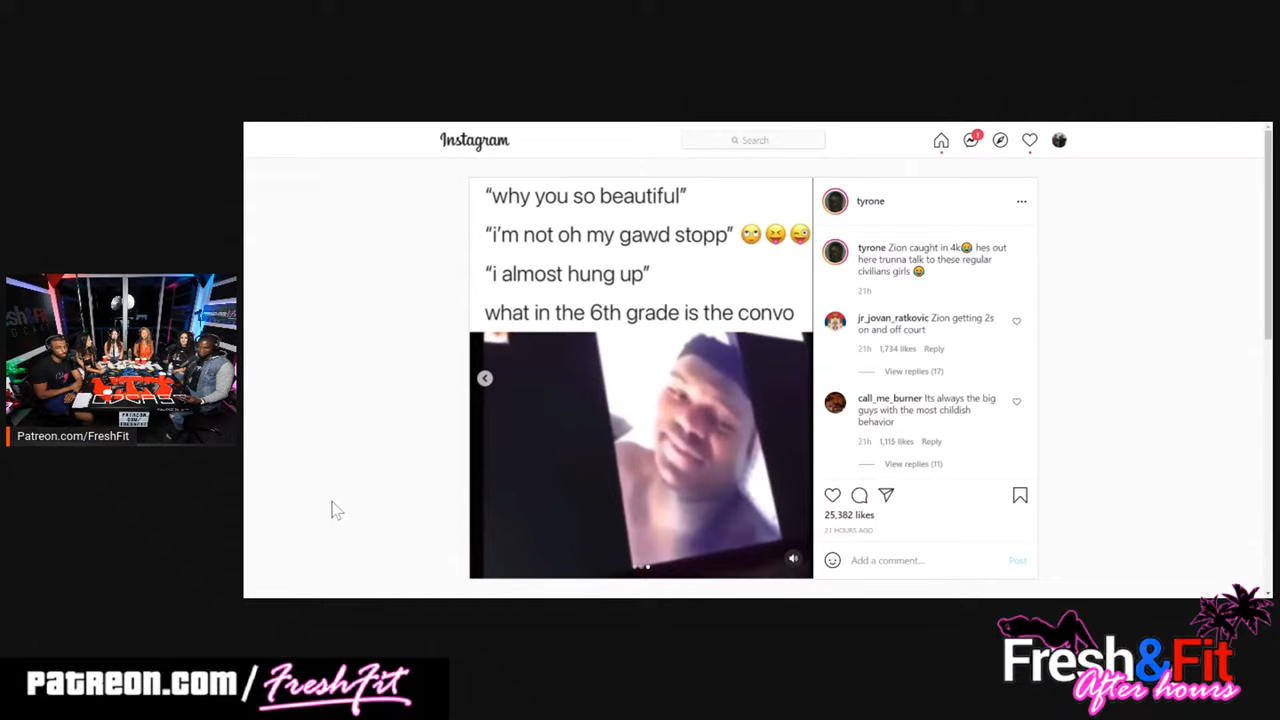 Instagram
Search
1
"why you so beautiful"
"i'm not oh my gawd stopp" 🙄😝😜
"i almost hung up"
what in the 6th grade is the convo
tyrone
tyrone Zion caught in 4k😂 hes out
here trunna talk to these regular
civilians girls 😂
21h
jr_jovan_ratkovic Zion getting 2s
on and off court
21h 1,734 likes Reply
View replies (17)
call_me_burner Its always the big
guys with the most childish
behavior
21h 1,115 likes Reply
View replies (11)
25,382 likes
21 HOURS AGO
Add a comment...
Post
Patreon.com/FreshFit
Patreon.com/FreshFit
Fresh&Fit
After hours